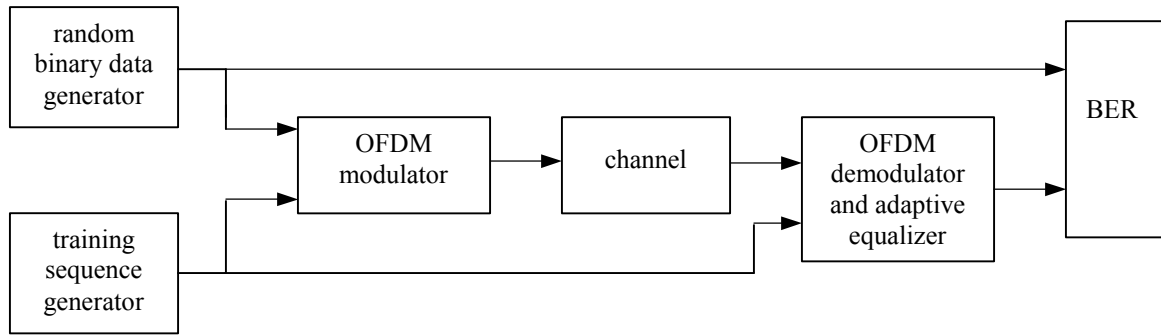 random
binary data
generator
OFDM
modulator
channel
OFDM
demodulator
and adaptive
equalizer
BER
training
sequence
generator